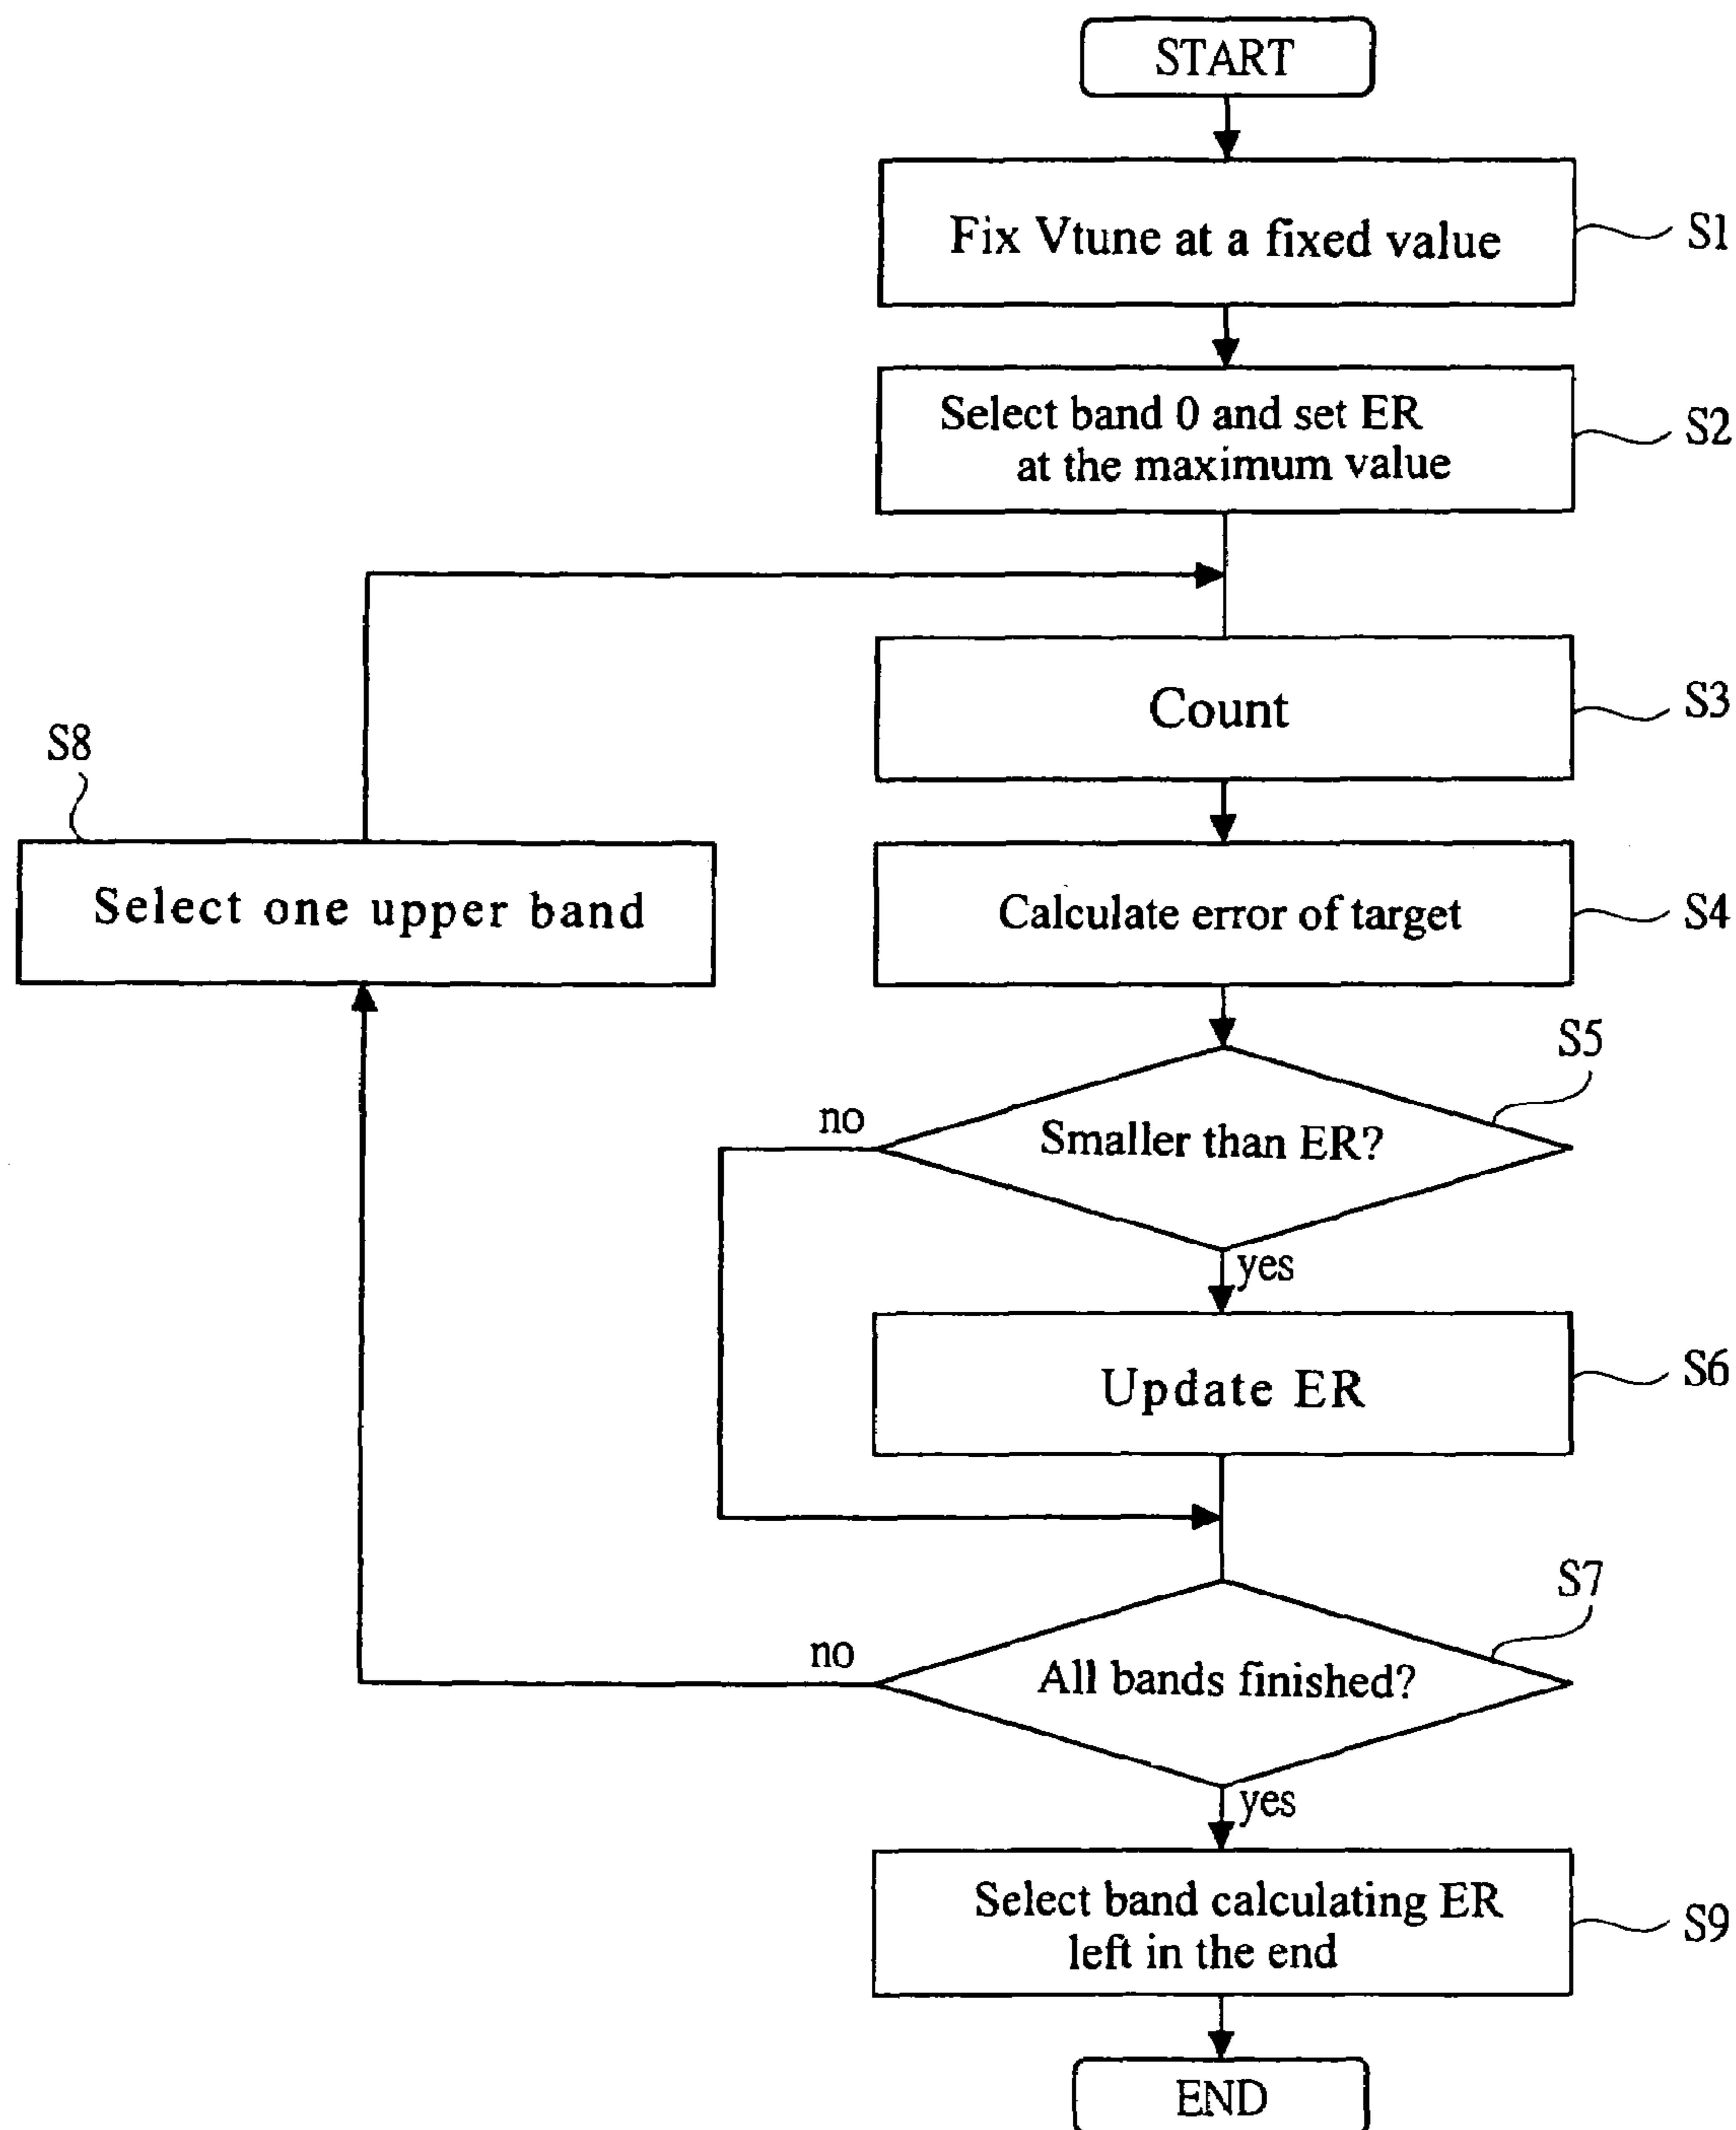 START
Fix Vtune at a fixed value
S1
Select band 0 and set ER
at the maximum value
S2
Count
S3
S8
Select one upper band
Calculate error of target
S4
S5
no
Smaller than ER?
yes
Update ER
S6
S7
no
All bands finished?
yes
Select band calculating ER
left in the end
S9
END